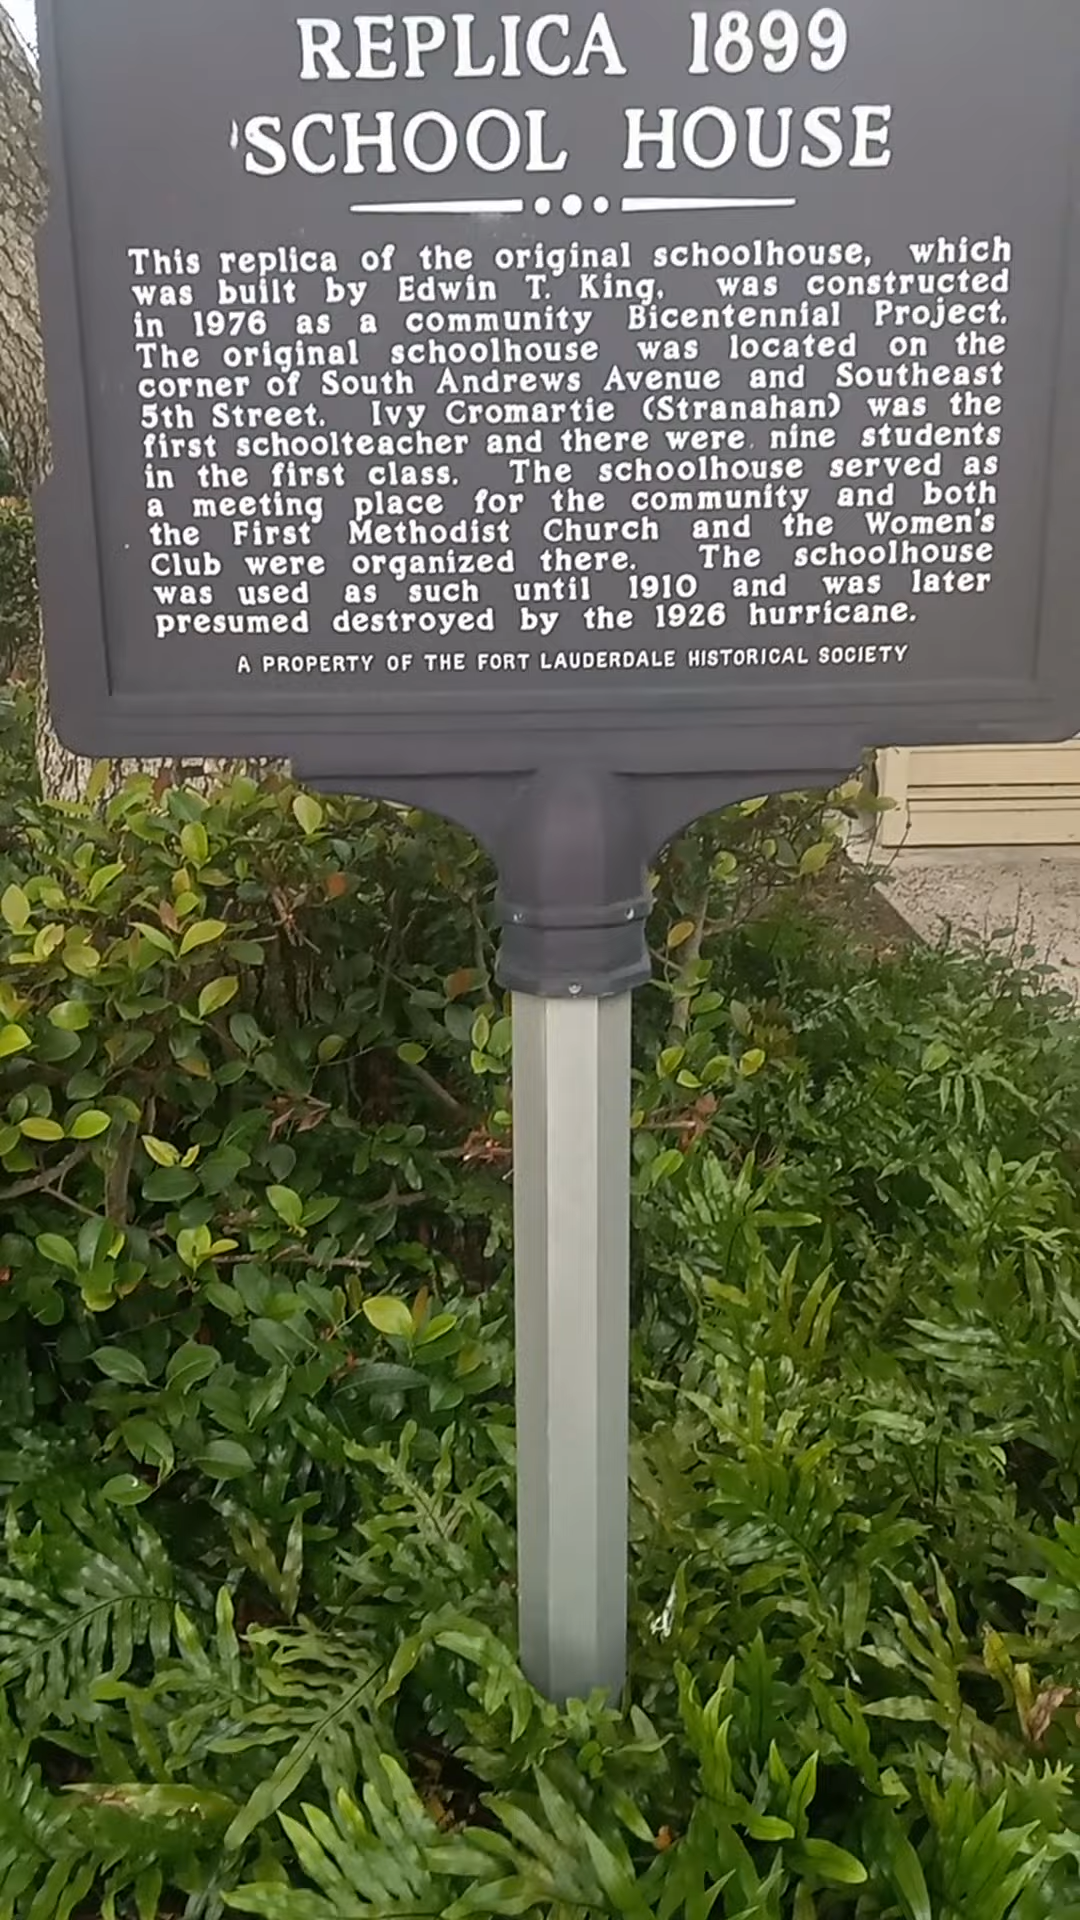 REPLICA 1899
SCHOOL HOUSE
This replica of the original schoolhouse, which
was built by Edwin T. King, was constructed
in 1976 as a community Bicentennial Project.
The original schoolhouse was located on the
corner of South Andrews Avenue and Southeast
5th Street. Ivy Cromartie (Stranahan) was the
first schoolteacher and there were nine students
in the first class. The schoolhouse served as
a meeting place for the community and both
the First Methodist Church and the Women's
Club were organized there. The schoolhouse
was used as such until 1910 and was later
presumed destroyed by the 1926 hurricane.
A PROPERTY OF THE FORT LAUDERDALE HISTORICAL SOCIETY